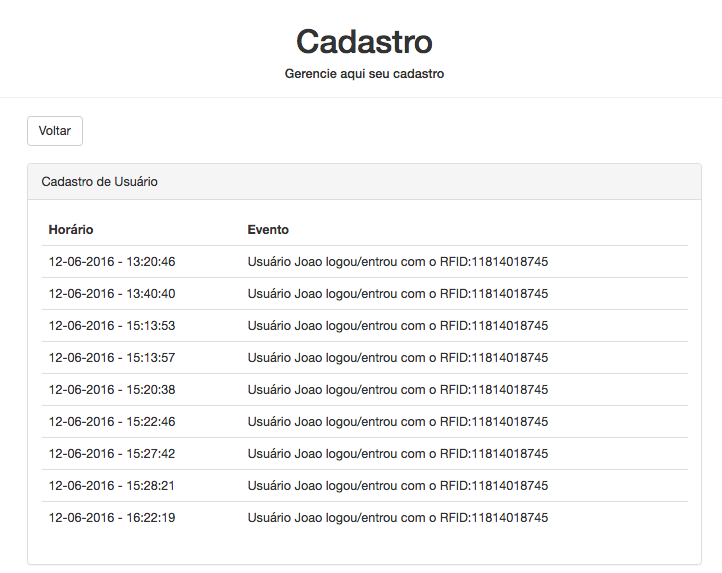 Cadastro
Gerencie aqui seu cadastro
Voltar
Cadastro de Usuário
Horário Evento
12-06-2016 - 13:20:46 Usuário Joao logou/entrou com o RFID:11814018745
12-06-2016 - 13:40:40 Usuário Joao logou/entrou com o RFID:11814018745
12-06-2016 - 15:13:53 Usuário Joao logou/entrou com o RFID:11814018745
12-06-2016 - 15:13:57 Usuário Joao logou/entrou com o RFID:11814018745
12-06-2016 - 15:20:38 Usuário Joao logou/entrou com o RFID:11814018745
12-06-2016 - 15:22:46 Usuário Joao logou/entrou com o RFID:11814018745
12-06-2016 - 15:27:42 Usuário Joao logou/entrou com o RFID:11814018745
12-06-2016 - 15:28:21 Usuário Joao logou/entrou com o RFID:11814018745
12-06-2016 - 16:22:19 Usuário Joao logou/entrou com o RFID:11814018745